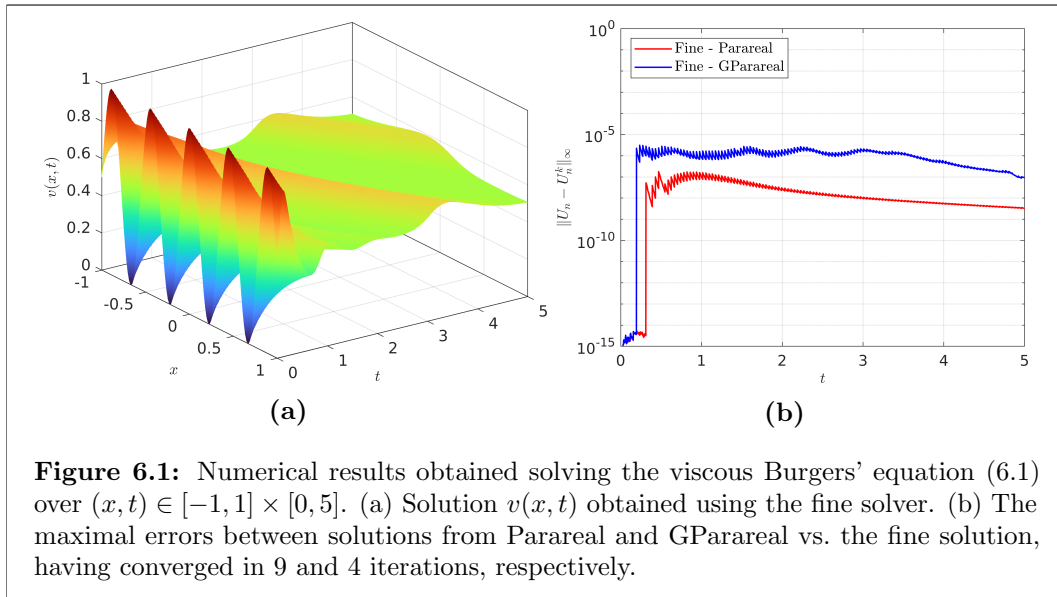 1
0.8
0.6
0.4
0.2
0
v(x, t)
-1
-0.5
0
0.5
1
x
0
1
2
3
4
5
t
(a)
10^0
10^-5
10^-10
10^-15
‖U_n − U_n^k‖_∞
Fine - Parareal
Fine - GParareal
0
1
2
3
4
5
t
(b)
Figure 6.1: Numerical results obtained solving the viscous Burgers’ equation (6.1)
over (x, t) ∈ [−1, 1] × [0, 5]. (a) Solution v(x, t) obtained using the fine solver. (b) The
maximal errors between solutions from Parareal and GParareal vs. the fine solution,
having converged in 9 and 4 iterations, respectively.